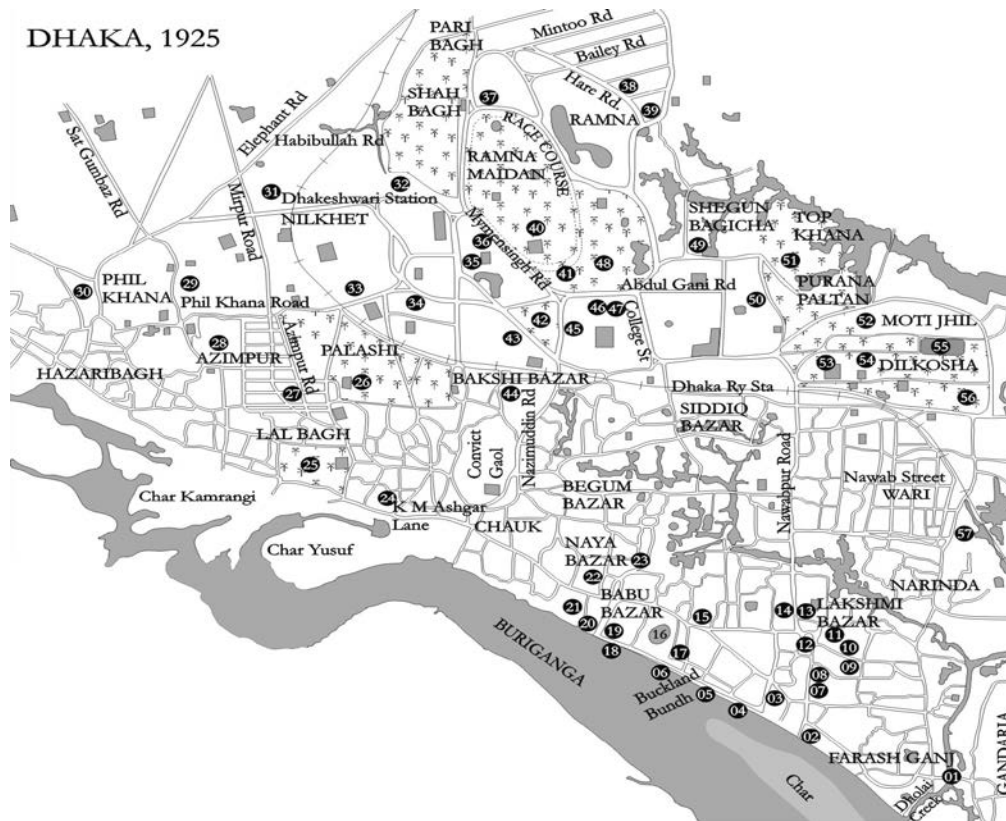 DHAKA, 1925
PARI
BAGH
Mintoo Rd
Bailey Rd
Hare Rd.
38
39
37
SHAH
BAGH
RAMNA
RACE COURSE
Elephant Rd
Sat Gunbaz Rd
Habibullah Rd
RAMNA
MAIDAN
Mirpur Road
31
32
Dhakeshwari Station
NILKHET
SHEGUN
BAGICHA
TOP
KHANA
40
36
35
Mymensingh Rd
49
51
48
41
PHIL
KHANA
30
29
33
34
Phil Khana Road
Abdul Gani Rd
PURANA
PALTAN
50
46
47
42
45
43
College St
52
MOTI JHIL
28
AZIMPUR
Azimpur Rd
PALASHI
55
53
54
DILKOSHA
HAZARIBAGH
27
26
BAKSHI BAZAR
44
Dhaka Ry Sta
56
SIDDIQ
BAZAR
LAL BAGH
25
Convict
Gaol
Nazimuddin Rd
Nawabpur Road
Nawab Street
WARI
Char Kamrangi
24
K M Ashgar
Lane
BEGUM
BAZAR
CHAUK
Char Yusuf
NAYA
BAZAR
23
22
57
NARINDA
BABU
BAZAR
21
20
19
18
16
17
15
14
13
LAKSHMI
BAZAR
11
12
10
09
08
07
BURIGANGA
06
Buckland
Bundh
05
04
03
02
FARASH GANJ
01
GANDARIA
Dholai
Creek
Char